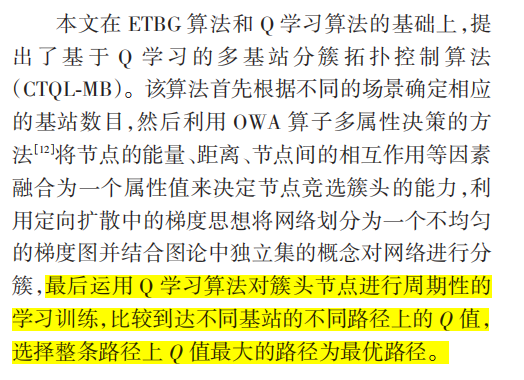 本文在 ETBG 算法和 Q 学习算法的基础上,提
出了基于 Q 学习的多基站分簇拓扑控制算法
(CTQL-MB)。该算法首先根据不同的场景确定相应
的基站数目,然后利用 OWA 算子多属性决策的方
法[12]将节点的能量、距离、节点间的相互作用等因素
融合为一个属性值来决定节点竞选簇头的能力,利
用定向扩散中的梯度思想将网络划分为一个不均匀
的梯度图并结合图论中独立集的概念对网络进行分
簇,最后运用 Q 学习算法对簇头节点进行周期性的
学习训练,比较到达不同基站的不同路径上的 Q 值,
选择整条路径上 Q 值最大的路径为最优路径。